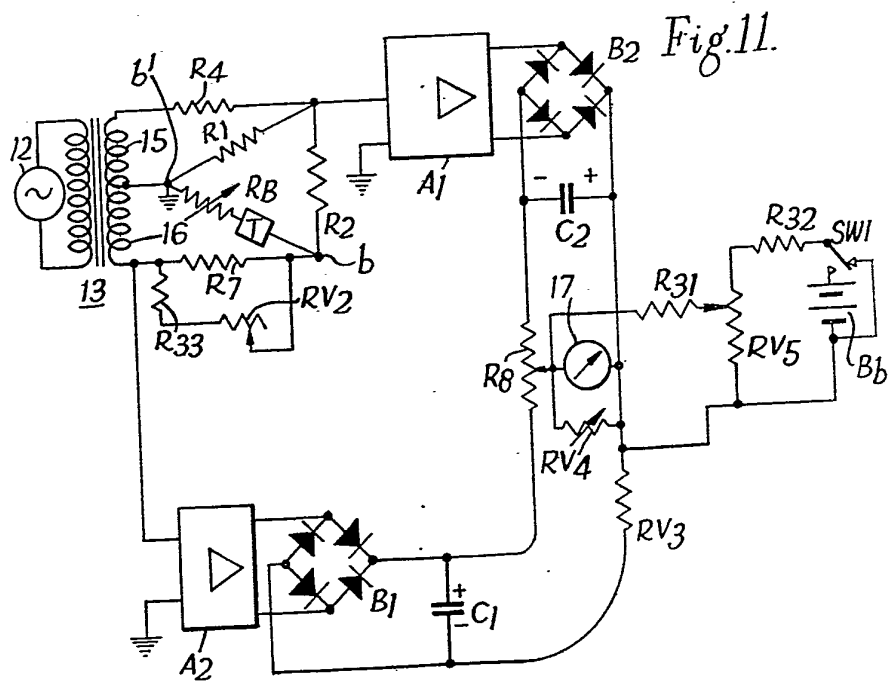 Fig.11.
B2
b'
R4
12
15
R1
A1
RB
T
R2
- +
C2
R32
SW1
16
R7
b
13
RV2
R33
17
R31
R8
RV5
Bb
RV4
RV3
B1
+
C1
-
A2